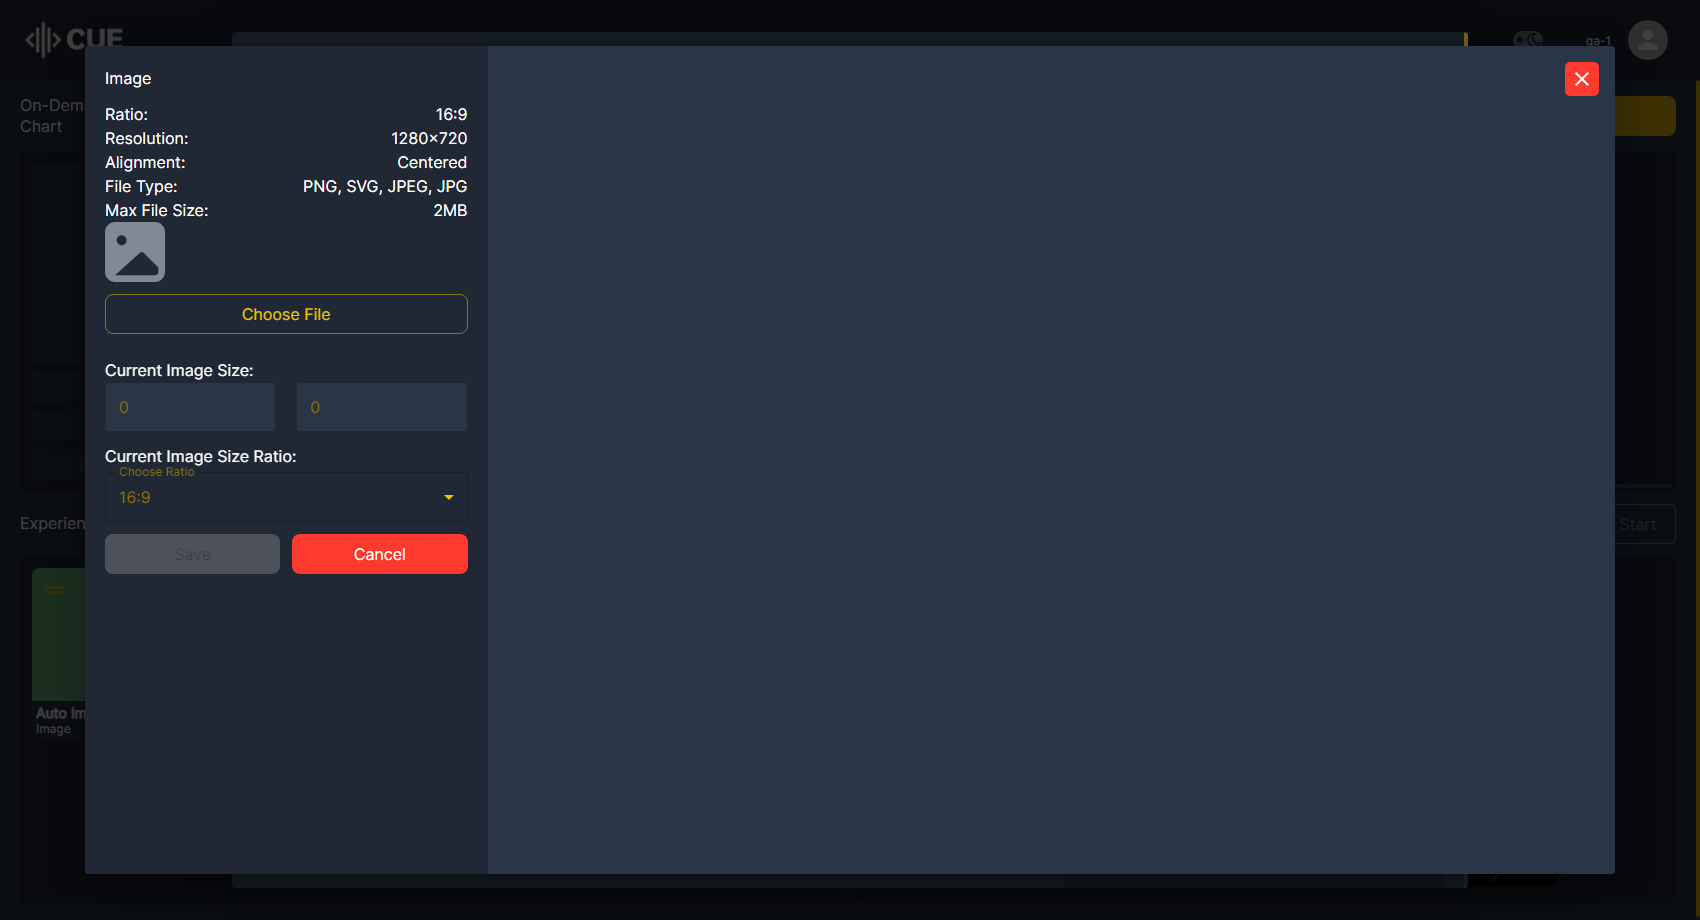 CUE
qa-1
On-Dem
Chart
Image
Ratio: 16:9
Resolution: 1280×720
Alignment: Centered
File Type: PNG, SVG, JPEG, JPG
Max File Size: 2MB
Choose File
Current Image Size:
0 0
Current Image Size Ratio:
Choose Ratio
16:9
Save Cancel
Experien
Start
Auto Im
Image